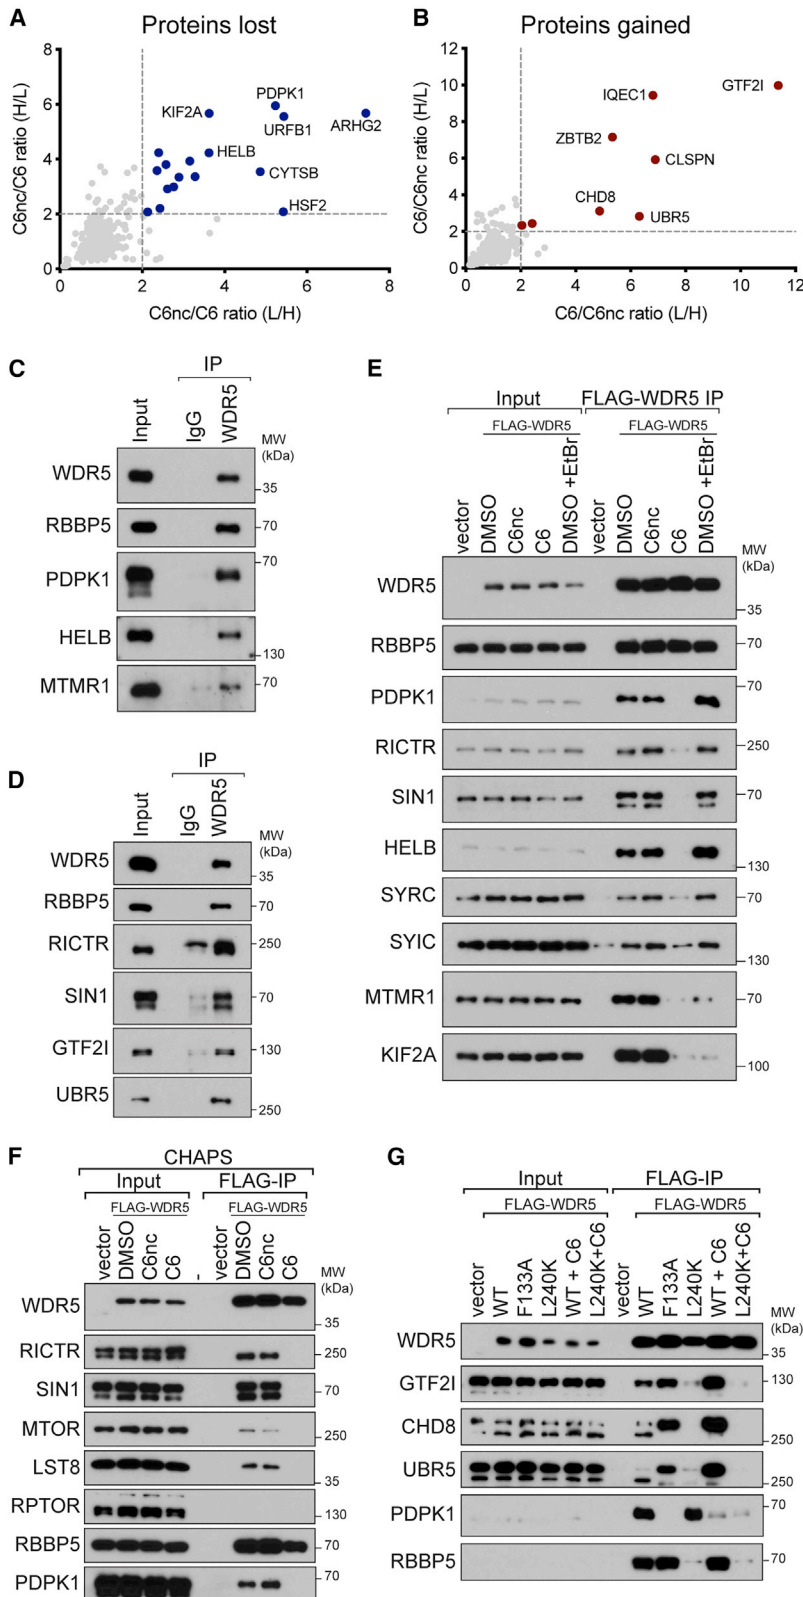 A
Proteins lost
C6nc/C6 ratio (H/L)
8
6
4
2
0
KIF2A
PDPK1
URFB1
ARHG2
HELB
CYTSB
HSF2
0 2 4 6 8
C6nc/C6 ratio (L/H)
B
Proteins gained
C6/C6nc ratio (H/L)
12
10
8
6
4
2
0
IQEC1
GTF2I
ZBTB2
CLSPN
CHD8
UBR5
0 2 4 6 8 10 12
C6/C6nc ratio (L/H)
C
IP
Input IgG WDR5
MW
(kDa)
WDR5
35
RBBP5
70
PDPK1
70
HELB
130
MTMR1
70
D
IP
Input IgG WDR5
MW
(kDa)
WDR5
35
RBBP5
70
RICTR
250
SIN1
70
GTF2I
130
UBR5
250
E
Input FLAG-WDR5 IP
FLAG-WDR5 FLAG-WDR5
vector DMSO C6nc C6 DMSO +EtBr vector DMSO C6nc C6 DMSO +EtBr
MW
(kDa)
WDR5
35
RBBP5
70
PDPK1
70
RICTR
250
SIN1
70
HELB
130
SYRC
70
SYIC
130
MTMR1
70
KIF2A
100
F
CHAPS
Input FLAG-IP
FLAG-WDR5 FLAG-WDR5
vector DMSO C6nc C6 - vector DMSO C6nc C6
MW
(kDa)
WDR5
35
RICTR
250
SIN1
70
MTOR
250
LST8
35
RPTOR
130
RBBP5
70
PDPK1
70
G
Input FLAG-IP
FLAG-WDR5 FLAG-WDR5
vector WT F133A L240K WT + C6 L240K+C6 vector WT F133A L240K WT + C6 L240K+C6
MW
(kDa)
WDR5
35
GTF2I
130
CHD8
250
UBR5
250
PDPK1
70
RBBP5
70